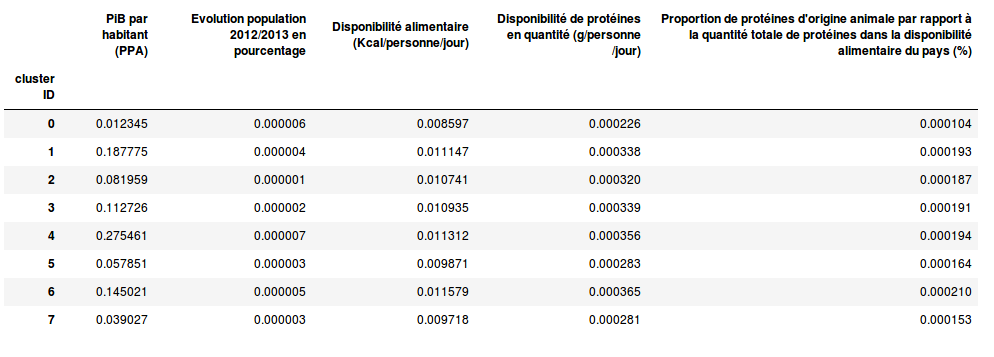 PiB par habitant (PPA) Evolution population 2012/2013 en pourcentage Disponibilité alimentaire (Kcal/personne/jour) Disponibilité de protéines en quantité (g/personne /jour) Proportion de protéines d'origine animale par rapport à la quantité totale de protéines dans la disponibilité alimentaire du pays (%)
cluster ID
0 0.012345 0.000006 0.008597 0.000226 0.000104
1 0.187775 0.000004 0.011147 0.000338 0.000193
2 0.081959 0.000001 0.010741 0.000320 0.000187
3 0.112726 0.000002 0.010935 0.000339 0.000191
4 0.275461 0.000007 0.011312 0.000356 0.000194
5 0.057851 0.000003 0.009871 0.000283 0.000164
6 0.145021 0.000005 0.011579 0.000365 0.000210
7 0.039027 0.000003 0.009718 0.000281 0.000153